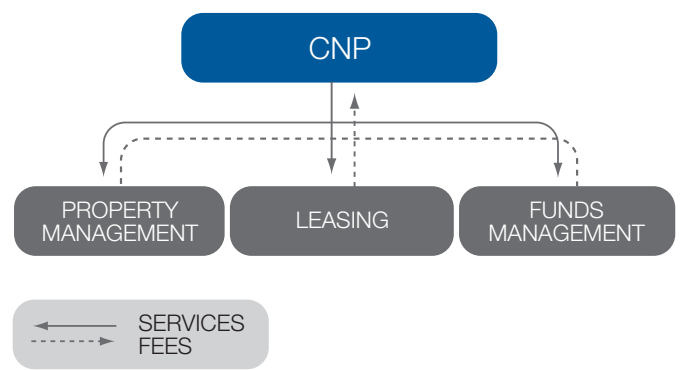 CNP
PROPERTY
MANAGEMENT
LEASING
FUNDS
MANAGEMENT
SERVICES
FEES